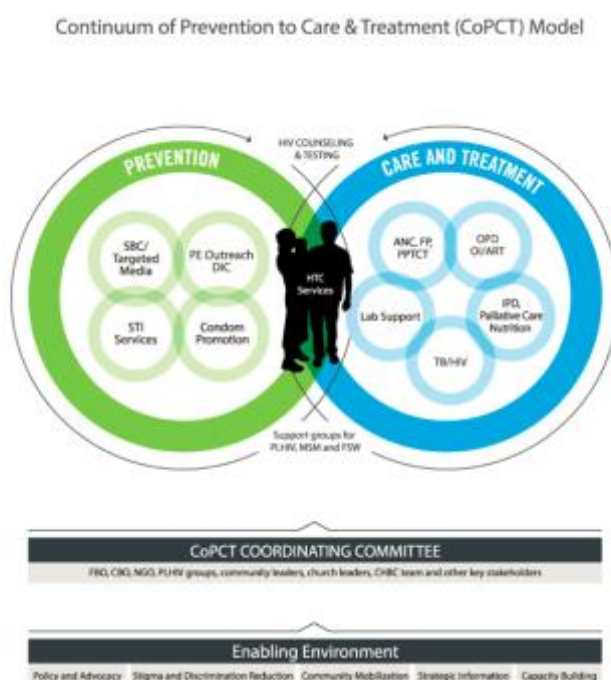 Continuum of Prevention to Care & Treatment (CoPCT) Model
HIV COUNSELING
& TESTING
PREVENTION
CARE AND TREATMENT
SBC/
Targeted
Media
PE Outreach
DIC
STI
Services
Condom
Promotion
HTC
Services
ANC, FP,
PPTCT
OPD
OI/ART
Lab Support
IPD,
Palliative Care
Nutrition
TB/HIV
Support groups for
PLHIV, MSM and FSW
CoPCT COORDINATING COMMITTEE
FBO, CBO, NGO, PLHIV groups, community leaders, church leaders, CHBC team and other key stakeholders
Enabling Environment
Policy and Advocacy Stigma and Discrimination Reduction Community Mobilization Strategic Information Capacity Building